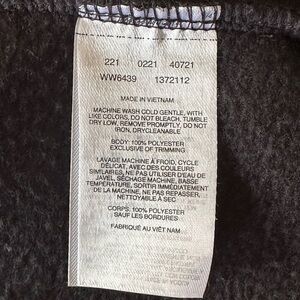 221 0221 40721
WW6439 1372112
MADE IN VIETNAM
MACHINE WASH COLD GENTLE, WITH
LIKE COLORS, DO NOT BLEACH, TUMBLE
DRY LOW, REMOVE PROMPTLY, DO NOT
IRON, DRYCLEANABLE
BODY: 100% POLYESTER
EXCLUSIVE OF TRIMMING
LAVAGE MACHINE À FROID, CYCLE
DÉLICAT, AVEC DES COULEURS
SIMILAIRES, NE PAS UTILISER D'EAU DE
JAVEL, SÉCHAGE MACHINE, BASSE
TEMPÉRATURE, SORTIR IMMÉDIATEMENT
DE LA MACHINE, NE PAS REPASSER,
NETTOYABLE À SEC
CORPS: 100% POLYESTER
SAUF LES BORDURES
FABRIQUÉ AU VIÊT NAM